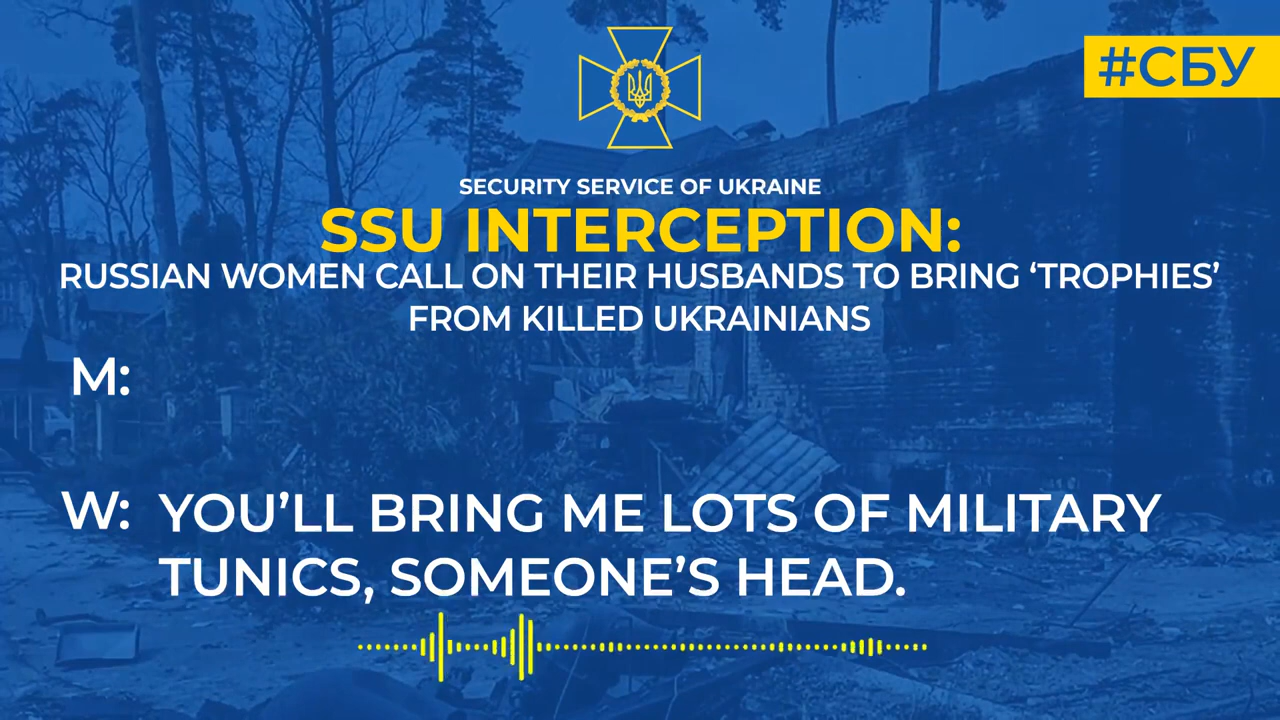 #СБУ
SECURITY SERVICE OF UKRAINE
SSU INTERCEPTION:
RUSSIAN WOMEN CALL ON THEIR HUSBANDS TO BRING ‘TROPHIES’
FROM KILLED UKRAINIANS
M:
W: YOU’LL BRING ME LOTS OF MILITARY
TUNICS, SOMEONE’S HEAD.